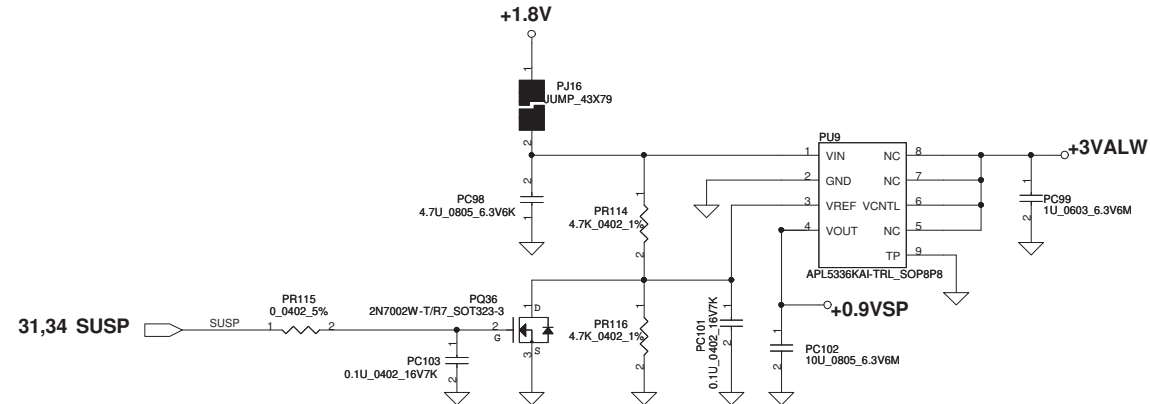 +1.8V
1
PJ16
JUMP_43X79
2
PU9
1 VIN NC 8
+3VALW
2 GND NC 7
3 VREF VCNTL 6
4 VOUT NC 5
TP 9
APL5336KAI-TRL_SOP8P8
2
PC98
4.7U_0805_6.3V6K
1
1
PR114
4.7K_0402_1%
2
1
PC99
1U_0603_6.3V6M
2
+0.9VSP
31,34 SUSP
SUSP
PR115
0_0402_5%
1 2
PQ36
2N7002W-T/R7_SOT323-3
1 D
2
G
3 S
1
PC103
0.1U_0402_16V7K
2
1
PR116
4.7K_0402_1%
2
1
PC101
0.1U_0402_16V7K
2
1
PC102
10U_0805_6.3V6M
2